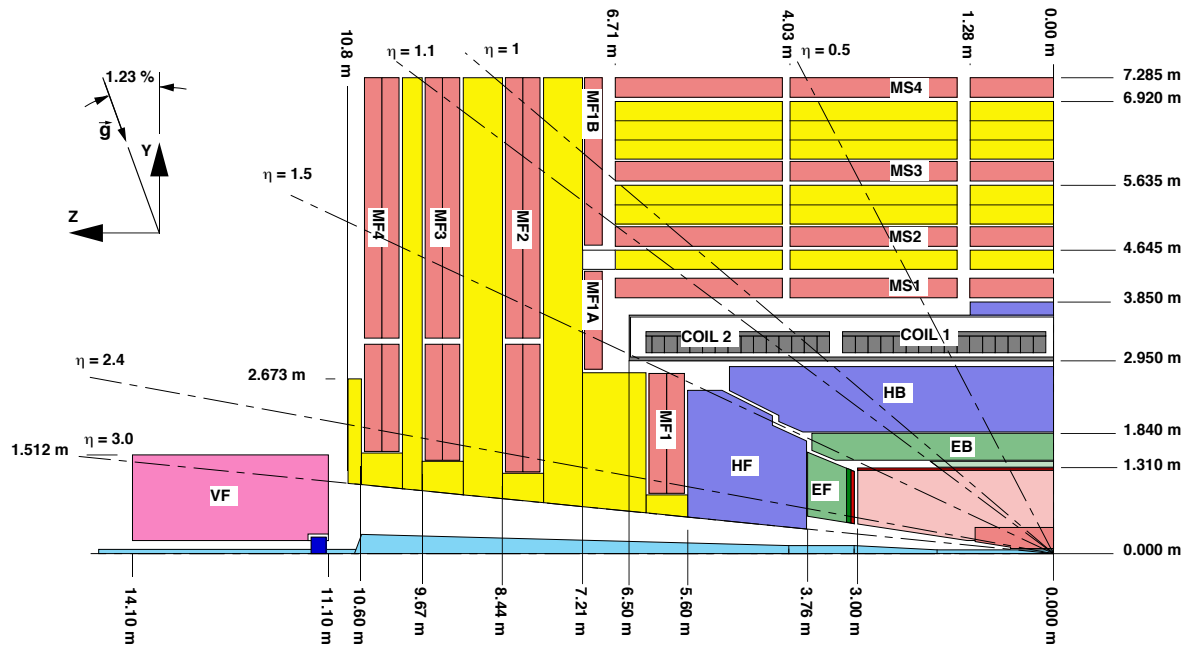 10.8 m
6.71 m
4.03 m
1.28 m
0.00 m
η = 1.1
η = 1
η = 0.5
1.23 %
g
Y
Z
η = 1.5
7.285 m
MS4
6.920 m
MF1B
MS3
5.635 m
MF4
MF3
MF2
MS2
4.645 m
MF1A
MS1
3.850 m
COIL 2
COIL 1
2.950 m
η = 2.4
2.673 m
HB
MF1
1.840 m
η = 3.0
1.512 m
EB
HF
1.310 m
VF
EF
0.000 m
14.10 m
11.10 m
10.60 m
9.67 m
8.44 m
7.21 m
6.50 m
5.60 m
3.76 m
3.00 m
0.000 m